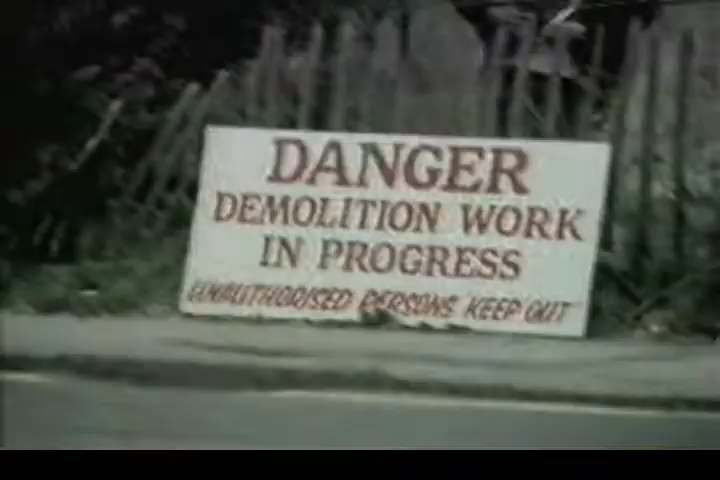 DANGER
DEMOLITION WORK
IN PROGRESS
UNAUTHORISED PERSONS KEEP OUT